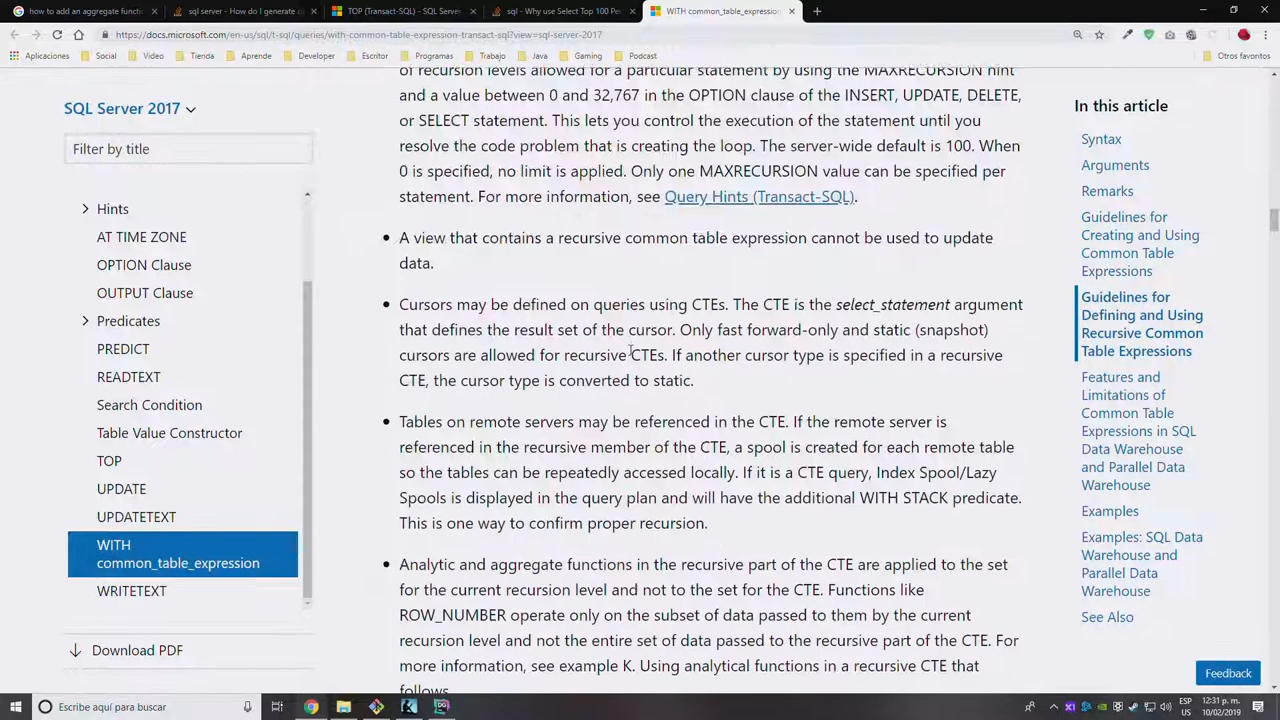 how to add an aggregate functi
sql server - How do I generate c
TOP (Transact-SQL) - SQL Server
sql - Why use Select Top 100 Per
WITH common_table_expression
https://docs.microsoft.com/en-us/sql/t-sql/queries/with-common-table-expression-transact-sql?view=sql-server-2017
Aplicaciones
Social
Video
Tienda
Aprende
Developer
Escritor
Programas
Trabajo
Java
Gaming
Podcast
Otros favoritos
SQL Server 2017
Filter by title
Hints
AT TIME ZONE
OPTION Clause
OUTPUT Clause
Predicates
PREDICT
READTEXT
Search Condition
Table Value Constructor
TOP
UPDATE
UPDATETEXT
WITH
common_table_expression
WRITETEXT
Download PDF
of recursion levels allowed for a particular statement by using the MAXRECURSION hint
and a value between 0 and 32,767 in the OPTION clause of the INSERT, UPDATE, DELETE,
or SELECT statement. This lets you control the execution of the statement until you
resolve the code problem that is creating the loop. The server-wide default is 100. When
0 is specified, no limit is applied. Only one MAXRECURSION value can be specified per
statement. For more information, see Query Hints (Transact-SQL).
A view that contains a recursive common table expression cannot be used to update
data.
Cursors may be defined on queries using CTEs. The CTE is the select_statement argument
that defines the result set of the cursor. Only fast forward-only and static (snapshot)
cursors are allowed for recursive CTEs. If another cursor type is specified in a recursive
CTE, the cursor type is converted to static.
Tables on remote servers may be referenced in the CTE. If the remote server is
referenced in the recursive member of the CTE, a spool is created for each remote table
so the tables can be repeatedly accessed locally. If it is a CTE query, Index Spool/Lazy
Spools is displayed in the query plan and will have the additional WITH STACK predicate.
This is one way to confirm proper recursion.
Analytic and aggregate functions in the recursive part of the CTE are applied to the set
for the current recursion level and not to the set for the CTE. Functions like
ROW_NUMBER operate only on the subset of data passed to them by the current
recursion level and not the entire set of data passed to the recursive part of the CTE. For
more information, see example K. Using analytical functions in a recursive CTE that
follows.
In this article
Syntax
Arguments
Remarks
Guidelines for
Creating and Using
Common Table
Expressions
Guidelines for
Defining and Using
Recursive Common
Table Expressions
Features and
Limitations of
Common Table
Expressions in SQL
Data Warehouse
and Parallel Data
Warehouse
Examples
Examples: SQL Data
Warehouse and
Parallel Data
Warehouse
See Also
Feedback
Escribe aquí para buscar
ESP
US
12:31 p. m.
10/02/2019